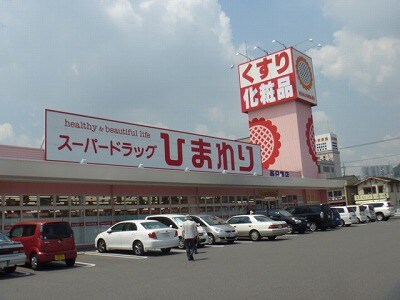 healthy & beautiful life
スーパードラッグ ひまわり
くすり
化粧品